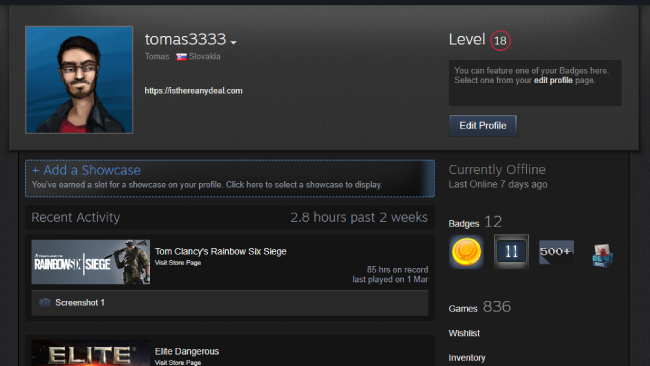 tomas3333
Level 18
Tomas Slovakia
You can feature one of your Badges here.
Select one from your edit profile page.
https://isthereanydeal.com
Edit Profile
+ Add a Showcase
You've earned a slot for a showcase on your profile. Click here to select a showcase to display.
Currently Offline
Last Online 7 days ago
Recent Activity
2.8 hours past 2 weeks
Badges 12
11
500+
RAINBOW SIX | SIEGE
Tom Clancy's Rainbow Six Siege
Visit Store Page
85 hrs on record
last played on 1 Mar
Screenshot 1
Games 836
Wishlist
Inventory
ELITE
Elite Dangerous
Visit Store Page